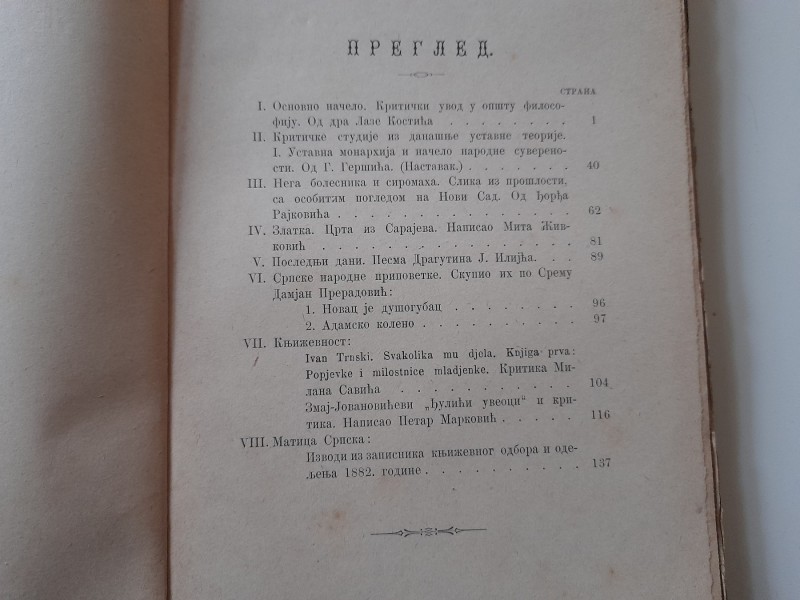 ПРЕГЛЕД.
СТРАНА
I. Основно начело. Критички увод у општу филосо-
фију. Од дра Лазе Костића . . . . . . . . 1
II. Критичке студије из данашње уставне теорије.
I. Уставна монархија и начело народне суверено-
сти. Од Г. Гершића. (Наставак.) . . . . . . . 40
III. Нега болесника и сиромаха. Слика из прошлости,
са особитим погледом на Нови Сад. Од Ђорђа
Рајковића . . . . . . . . . . . . . . . 62
IV. Златка. Црта из Сарајева. Написао Мита Жив-
ковић . . . . . . . . . . . . . . . . 81
V. Последњи дани. Песма Драгутина Ј. Илијћа. . . . 89
VI. Српске народне приповетке. Скупио их по Срему
Дамјан Прерадовић:
1. Новац је душогубац . . . . . . . . 96
2. Адамско колено . . . . . . . . . . 97
VII. Књижевност:
Ivan Trnski. Svakolika mu djela. Knjiga prva:
Popjevke i milostnice mladjenke. Критика Ми-
лана Савића . . . . . . . . . . . 104
Змај-Јовановићеви „Ђулићи увеоци“ и кри-
тика. Написао Петар Марковић . . . . . 116
VIII. Матица Српска:
Изводи из записника књижевног одбора и оде-
љења 1882. године . . . . . . . . . . 137